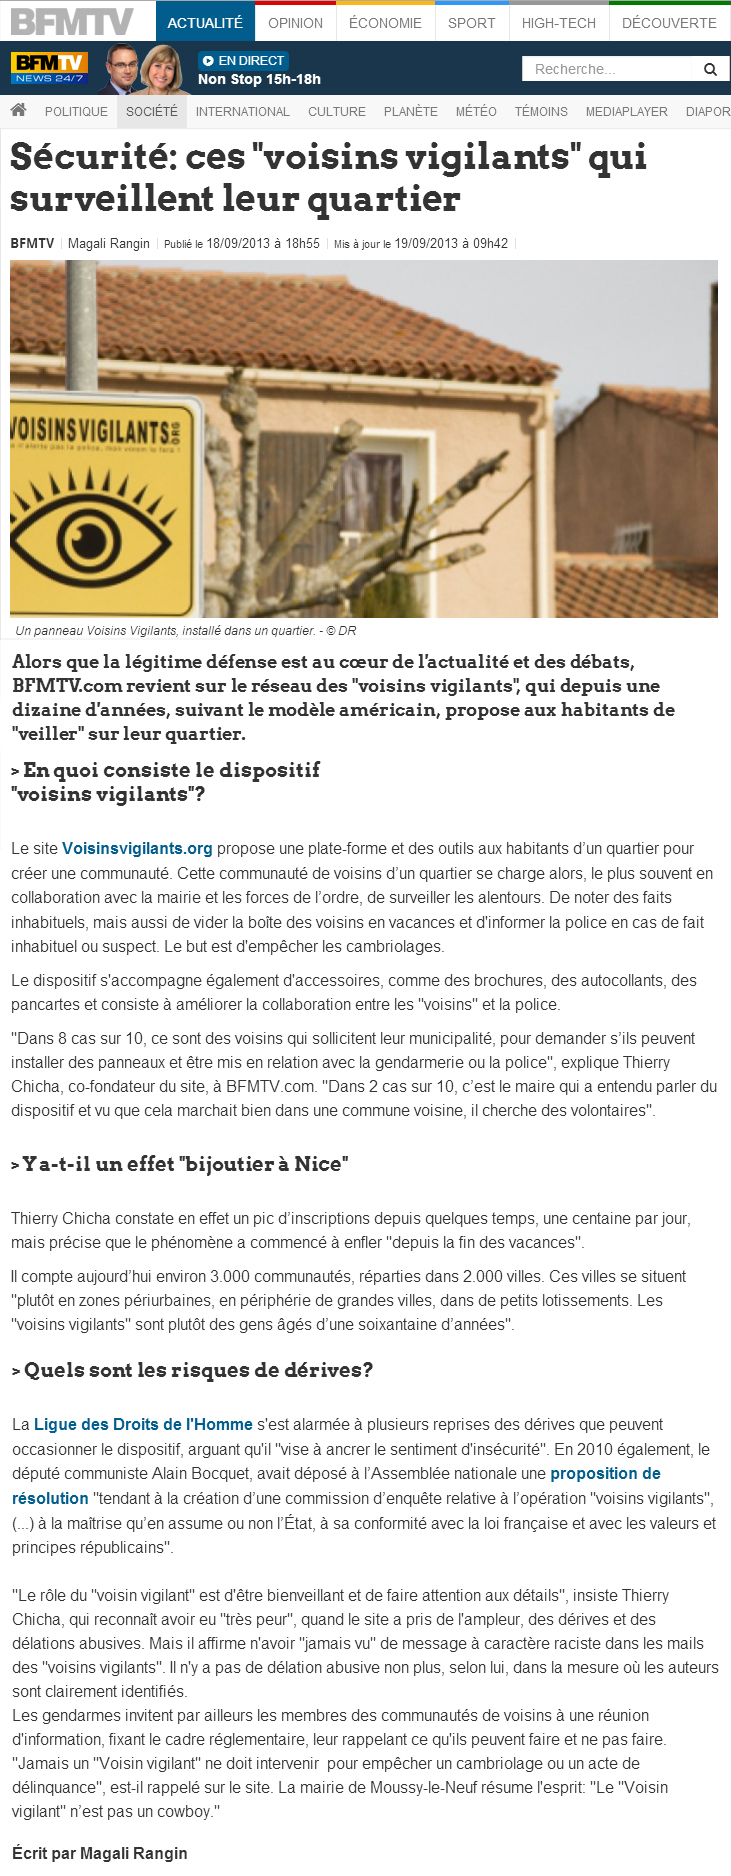 BFMTV
ACTUALITÉ OPINION ÉCONOMIE SPORT HIGH-TECH DÉCOUVERTE
BFMTV
NEWS 24/7
EN DIRECT
Non Stop 15h-18h
Recherche...
POLITIQUE SOCIÉTÉ INTERNATIONAL CULTURE PLANÈTE MÉTÉO TÉMOINS MEDIAPLAYER DIAPOR
Sécurité: ces "voisins vigilants" qui
surveillent leur quartier
BFMTV Magali Rangin Publié le 18/09/2013 à 18h55 Mis à jour le 19/09/2013 à 09h42
VOISINSVIGILANTS.ORG
Un panneau Voisins Vigilants, installé dans un quartier. - © DR
Alors que la légitime défense est au cœur de l'actualité et des débats,
BFMTV.com revient sur le réseau des "voisins vigilants", qui depuis une
dizaine d'années, suivant le modèle américain, propose aux habitants de
"veiller" sur leur quartier.
> En quoi consiste le dispositif
"voisins vigilants"?
Le site Voisinsvigilants.org propose une plate-forme et des outils aux habitants d’un quartier pour
créer une communauté. Cette communauté de voisins d’un quartier se charge alors, le plus souvent en
collaboration avec la mairie et les forces de l’ordre, de surveiller les alentours. De noter des faits
inhabituels, mais aussi de vider la boîte des voisins en vacances et d'informer la police en cas de fait
inhabituel ou suspect. Le but est d'empêcher les cambriolages.
Le dispositif s'accompagne également d'accessoires, comme des brochures, des autocollants, des
pancartes et consiste à améliorer la collaboration entre les "voisins" et la police.
"Dans 8 cas sur 10, ce sont des voisins qui sollicitent leur municipalité, pour demander s’ils peuvent
installer des panneaux et être mis en relation avec la gendarmerie ou la police", explique Thierry
Chicha, co-fondateur du site, à BFMTV.com. "Dans 2 cas sur 10, c’est le maire qui a entendu parler du
dispositif et vu que cela marchait bien dans une commune voisine, il cherche des volontaires".
> Y a-t-il un effet "bijoutier à Nice"
Thierry Chicha constate en effet un pic d’inscriptions depuis quelques temps, une centaine par jour,
mais précise que le phénomène a commencé à enfler "depuis la fin des vacances".
Il compte aujourd’hui environ 3.000 communautés, réparties dans 2.000 villes. Ces villes se situent
"plutôt en zones périurbaines, en périphérie de grandes villes, dans de petits lotissements. Les
"voisins vigilants" sont plutôt des gens âgés d’une soixantaine d’années".
> Quels sont les risques de dérives?
La Ligue des Droits de l'Homme s'est alarmée à plusieurs reprises des dérives que peuvent
occasionner le dispositif, arguant qu'il "vise à ancrer le sentiment d'insécurité". En 2010 également, le
député communiste Alain Bocquet, avait déposé à l’Assemblée nationale une proposition de
résolution "tendant à la création d’une commission d’enquête relative à l’opération "voisins vigilants",
(...) à la maîtrise qu’en assume ou non l’État, à sa conformité avec la loi française et avec les valeurs et
principes républicains".
"Le rôle du "voisin vigilant" est d'être bienveillant et de faire attention aux détails", insiste Thierry
Chicha, qui reconnaît avoir eu "très peur", quand le site a pris de l'ampleur, des dérives et des
délations abusives. Mais il affirme n'avoir "jamais vu" de message à caractère raciste dans les mails
des "voisins vigilants". Il n'y a pas de délation abusive non plus, selon lui, dans la mesure où les auteurs
sont clairement identifiés.
Les gendarmes invitent par ailleurs les membres des communautés de voisins à une réunion
d'information, fixant le cadre réglementaire, leur rappelant ce qu'ils peuvent faire et ne pas faire.
"Jamais un "Voisin vigilant" ne doit intervenir pour empêcher un cambriolage ou un acte de
délinquance", est-il rappelé sur le site. La mairie de Moussy-le-Neuf résume l'esprit: "Le "Voisin
vigilant" n’est pas un cowboy."
Écrit par Magali Rangin